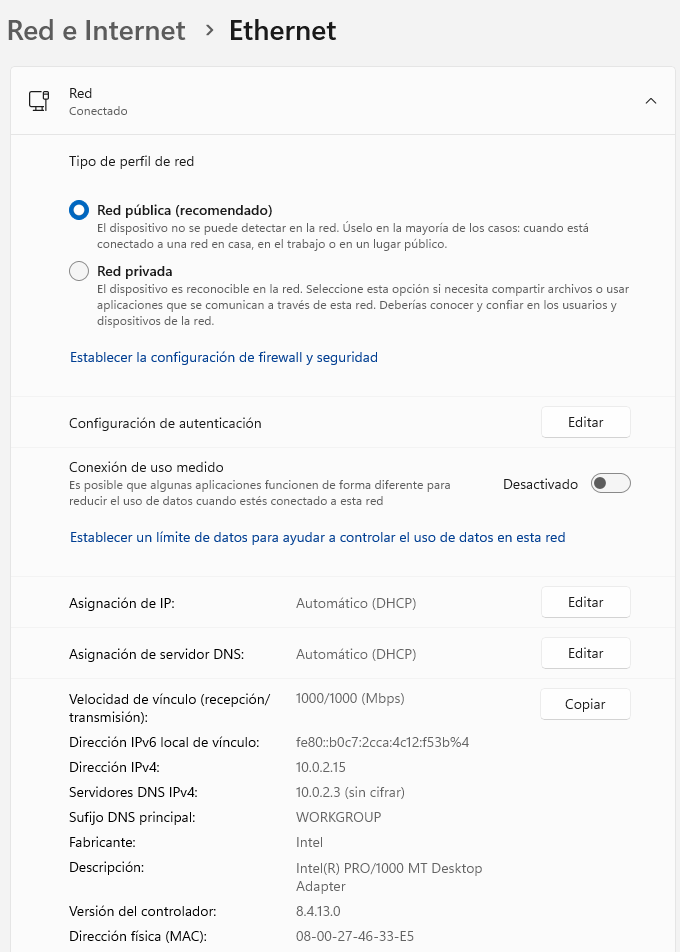 Red e Internet > Ethernet
Red
Conectado
Tipo de perfil de red
Red pública (recomendado)
El dispositivo no se puede detectar en la red. Úselo en la mayoría de los casos: cuando está
conectado a una red en casa, en el trabajo o en un lugar público.
Red privada
El dispositivo es reconocible en la red. Seleccione esta opción si necesita compartir archivos o usar
aplicaciones que se comunican a través de esta red. Deberías conocer y confiar en los usuarios y
dispositivos de la red.
Establecer la configuración de firewall y seguridad
Configuración de autenticación Editar
Conexión de uso medido
Es posible que algunas aplicaciones funcionen de forma diferente para
reducir el uso de datos cuando estés conectado a esta red
Desactivado
Establecer un límite de datos para ayudar a controlar el uso de datos en esta red
Asignación de IP: Automático (DHCP) Editar
Asignación de servidor DNS: Automático (DHCP) Editar
Velocidad de vínculo (recepción/
transmisión):
1000/1000 (Mbps) Copiar
Dirección IPv6 local de vínculo: fe80::b0c7:2cca:4c12:f53b%4
Dirección IPv4: 10.0.2.15
Servidores DNS IPv4: 10.0.2.3 (sin cifrar)
Sufijo DNS principal: WORKGROUP
Fabricante: Intel
Descripción: Intel(R) PRO/1000 MT Desktop
Adapter
Versión del controlador: 8.4.13.0
Dirección física (MAC): 08-00-27-46-33-E5